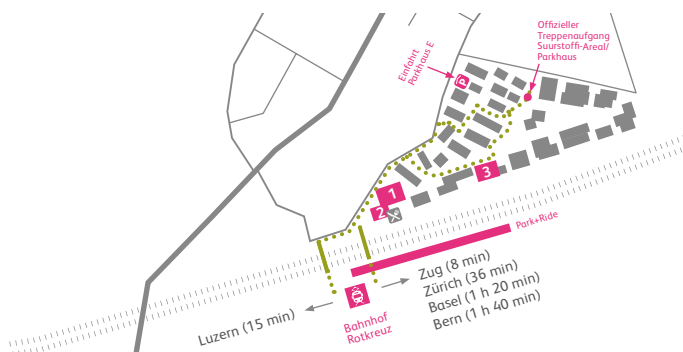 Offizieller
Treppenaufgang
Suurstoffi-Areal/
Parkhaus
Einfahrt
Parkhaus E
P
1
2
3
Park+Ride
Zug (8 min)
Zürich (36 min)
Basel (1 h 20 min)
Bern (1 h 40 min)
Luzern (15 min)
Bahnhof
Rotkreuz